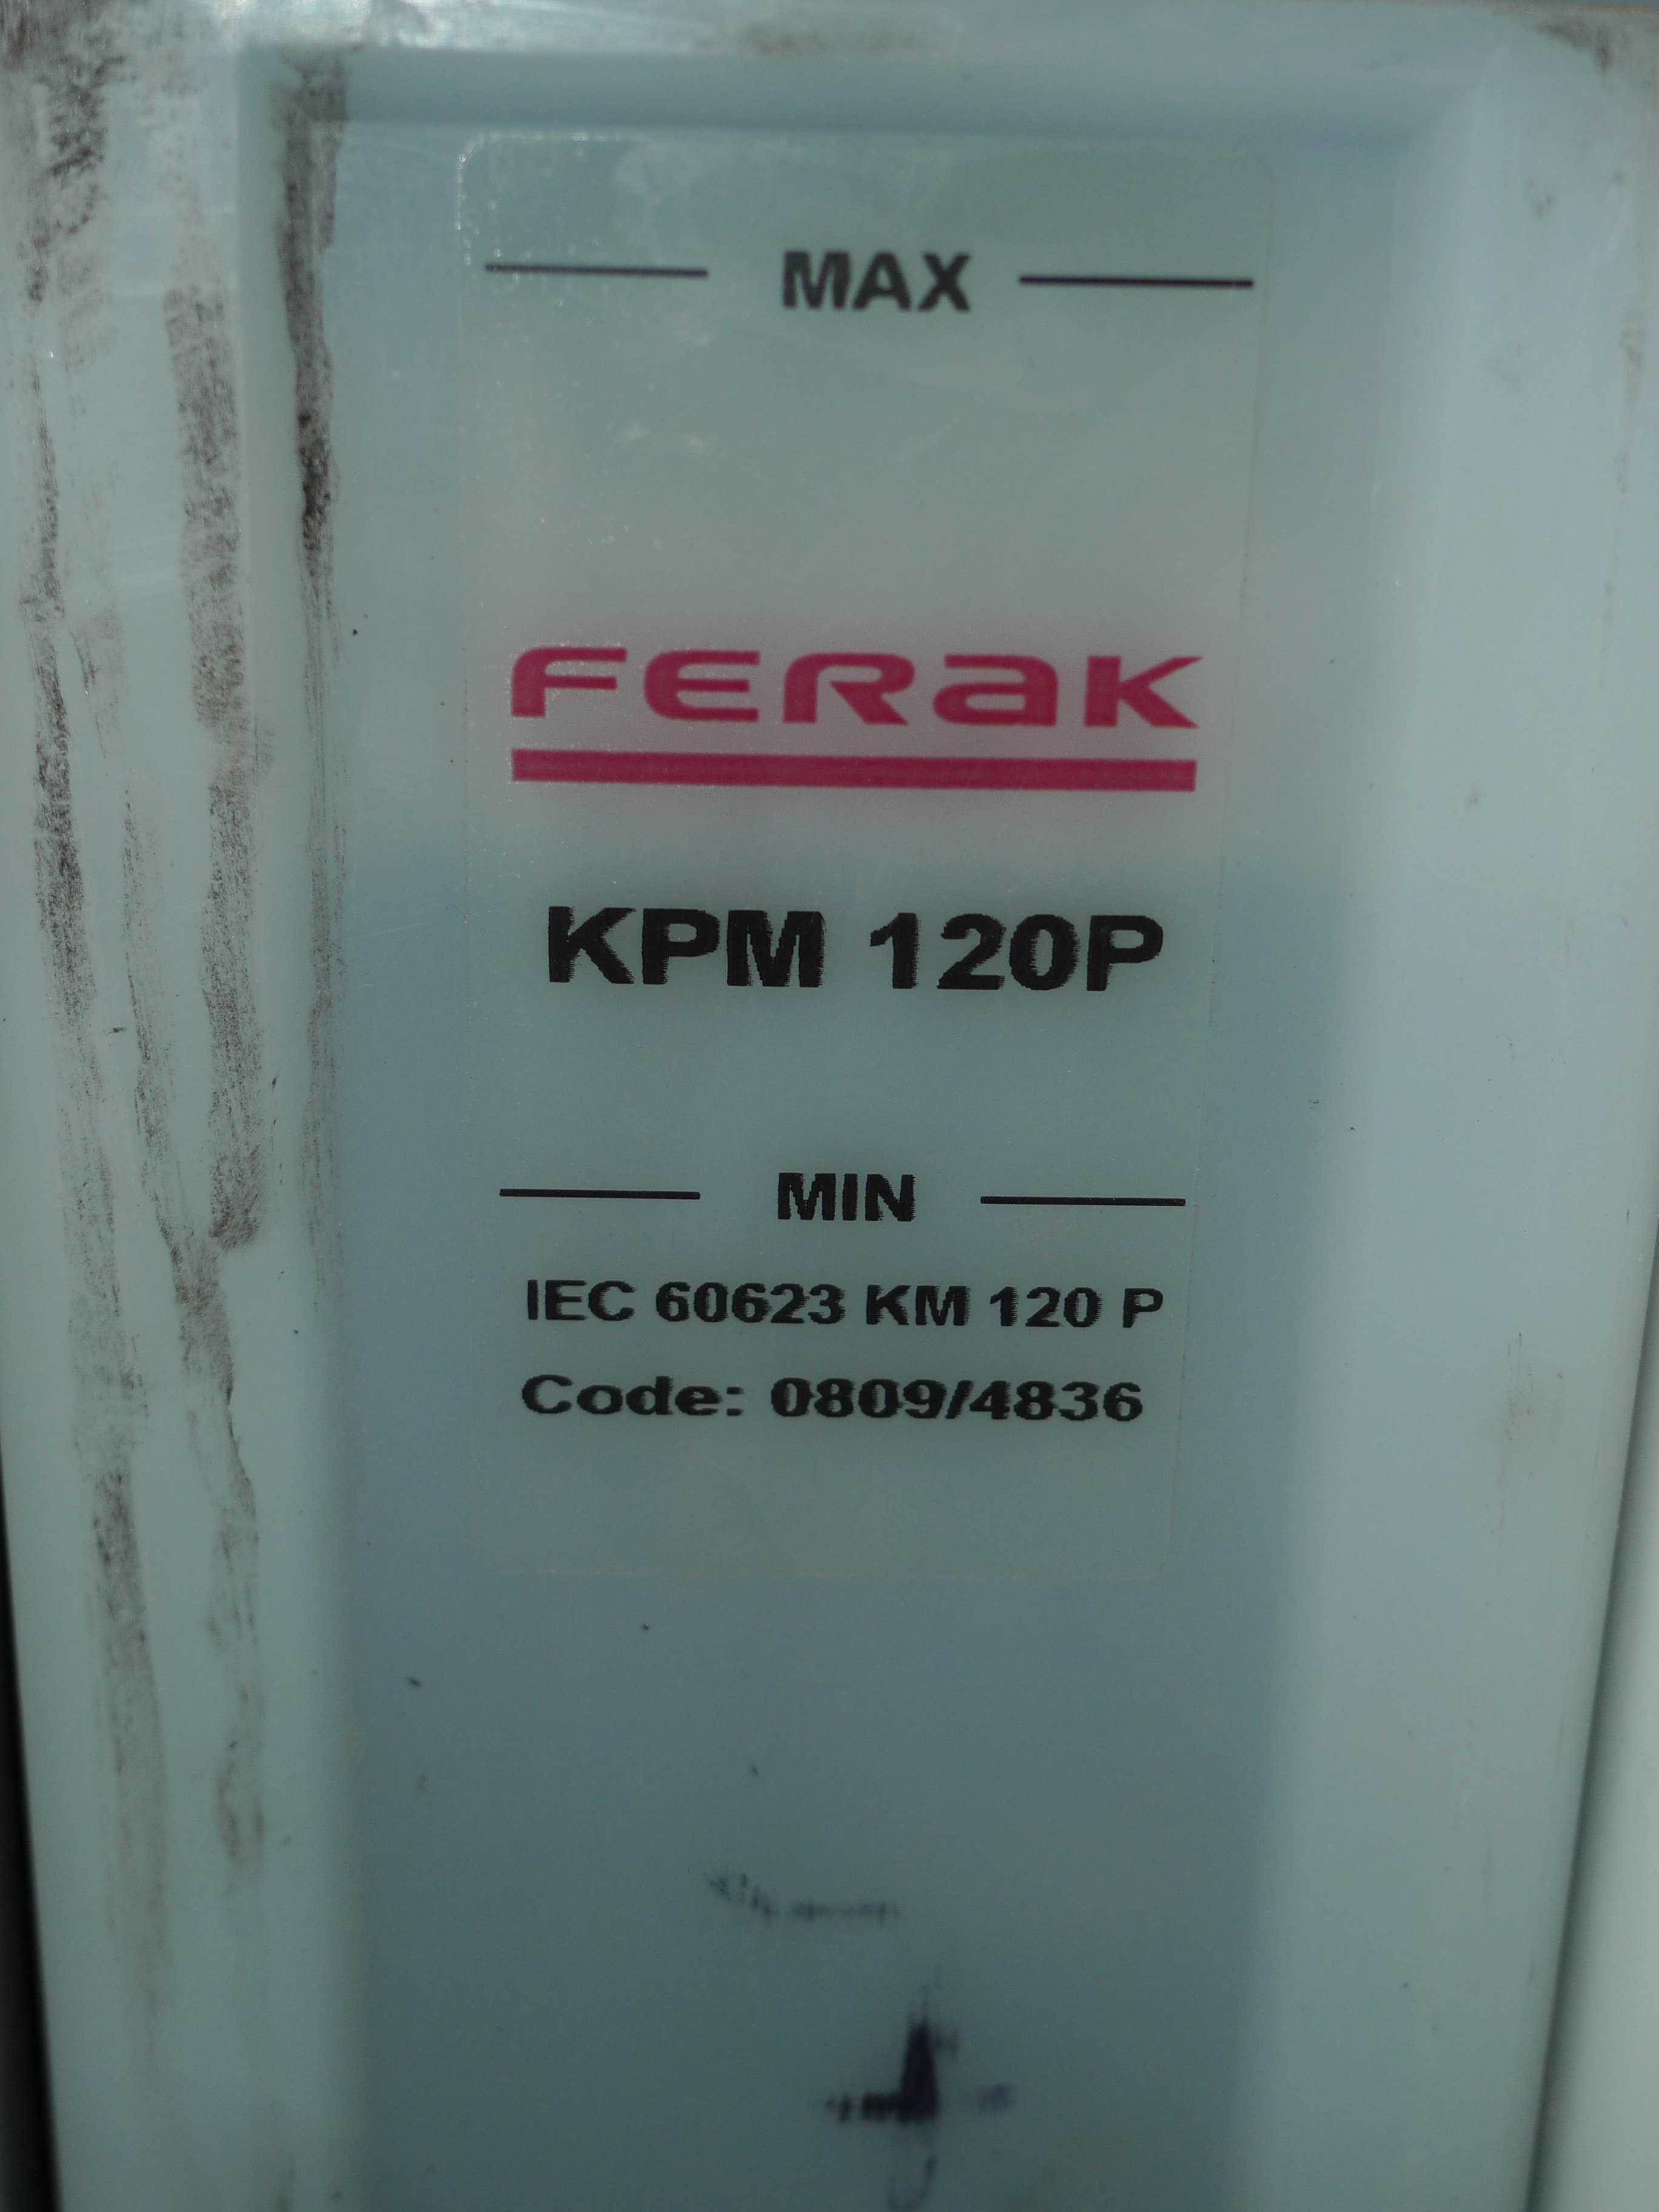 MAX
FERAK
KPM 120P
MIN
IEC 60623 KM 120 P
Code: 0809/4836